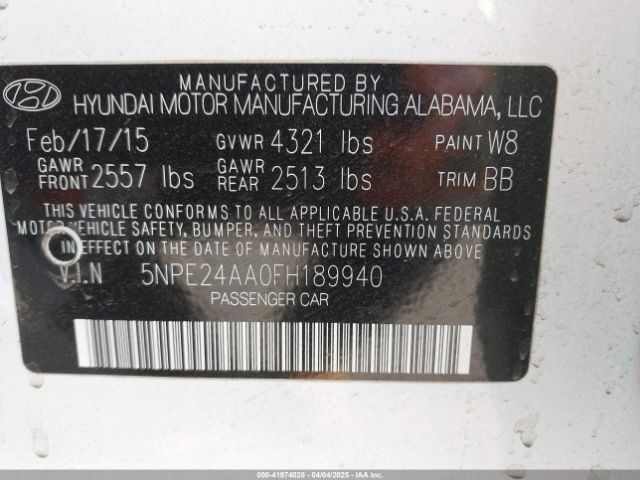 MANUFACTURED BY
HYUNDAI MOTOR MANUFACTURING ALABAMA, LLC
Feb/17/15 GVWR 4321 lbs PAINT W8
GAWR FRONT 2557 lbs GAWR REAR 2513 lbs TRIM BB
THIS VEHICLE CONFORMS TO ALL APPLICABLE U.S.A. FEDERAL
MOTOR VEHICLE SAFETY, BUMPER, AND THEFT PREVENTION STANDARDS
IN EFFECT ON THE DATE OF MANUFACTURE SHOWN ABOVE
V.I.N 5NPE24AA0FH189940
PASSENGER CAR
000-41974028 - 04/04/2025 -